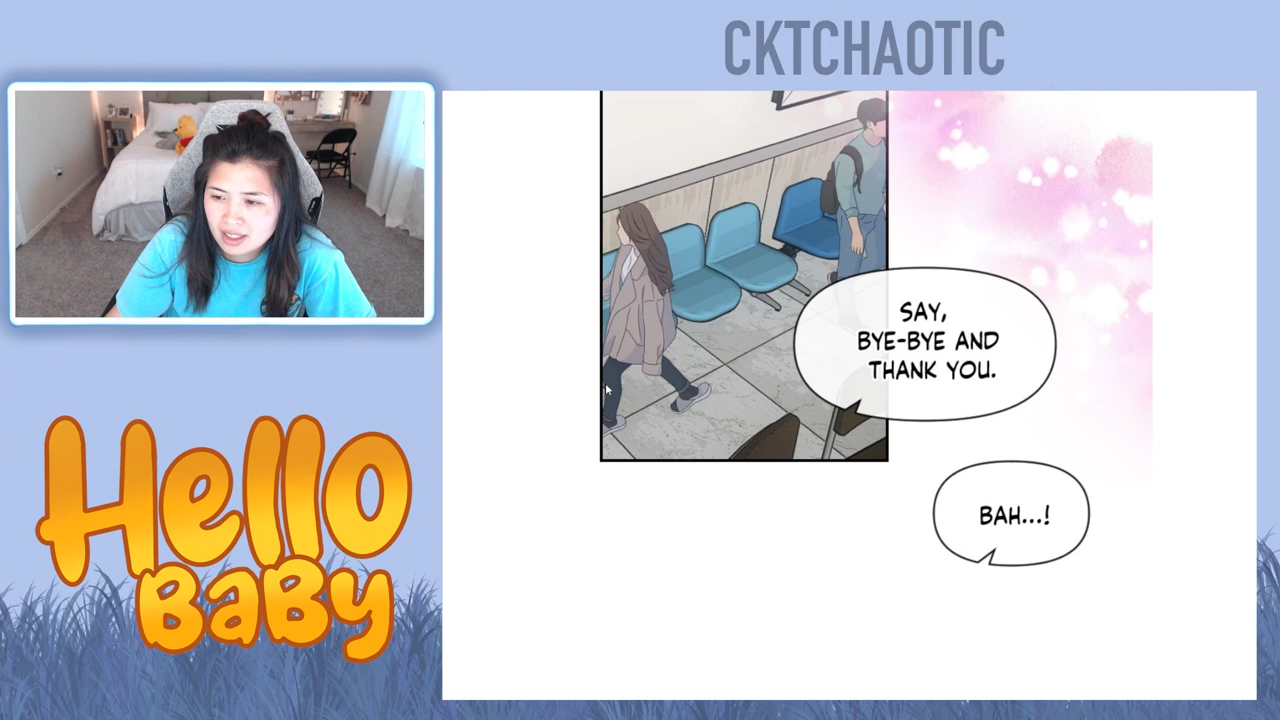 CKTCHAOTIC
SAY,
BYE-BYE AND
THANK YOU.
BAH...!
Hello
BaBy